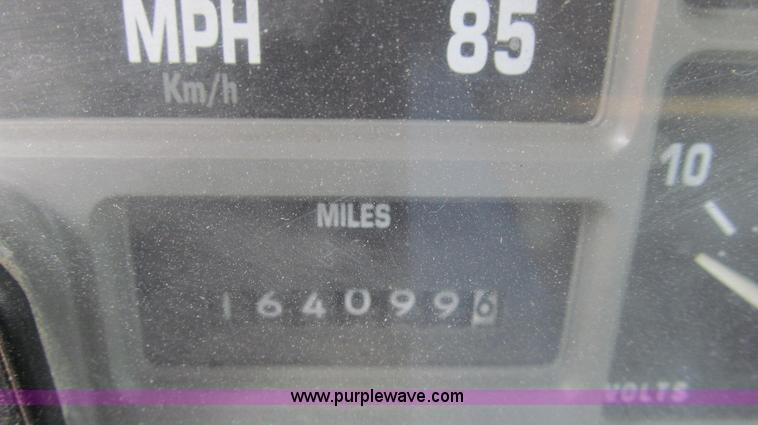 MPH 85
Km/h
10
MILES
1640996
VOLTS
www.purplewave.com